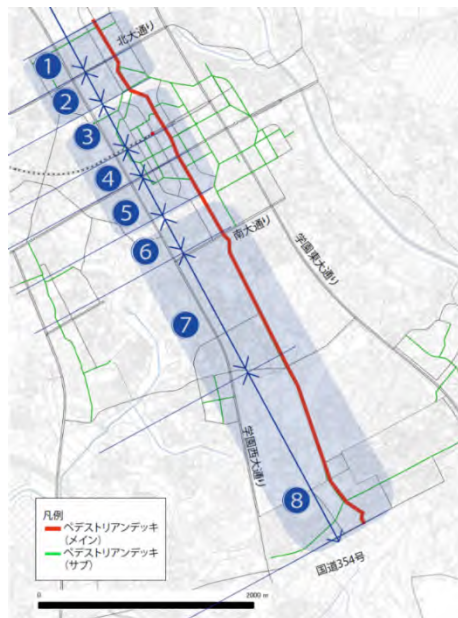 北大通り
1
2
3
4
5
6
南大通り
学園東大通り
7
学園西大通り
8
凡例
ペデストリアンデッキ
(メイン)
ペデストリアンデッキ
(サブ)
国道354号
0
2000 m